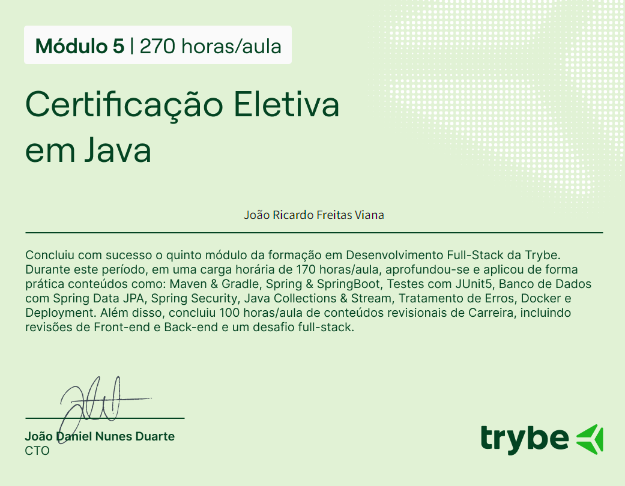 Módulo 5 | 270 horas/aula
Certificação Eletiva
em Java
João Ricardo Freitas Viana
Concluiu com sucesso o quinto módulo da formação em Desenvolvimento Full-Stack da Trybe.
Durante este período, em uma carga horária de 170 horas/aula, aprofundou-se e aplicou de forma
prática conteúdos como: Maven & Gradle, Spring & SpringBoot, Testes com JUnit5, Banco de Dados
com Spring Data JPA, Spring Security, Java Collections & Stream, Tratamento de Erros, Docker e
Deployment. Além disso, concluiu 100 horas/aula de conteúdos revisionais de Carreira, incluindo
revisões de Front-end e Back-end e um desafio full-stack.
João Daniel Nunes Duarte
CTO
trybe